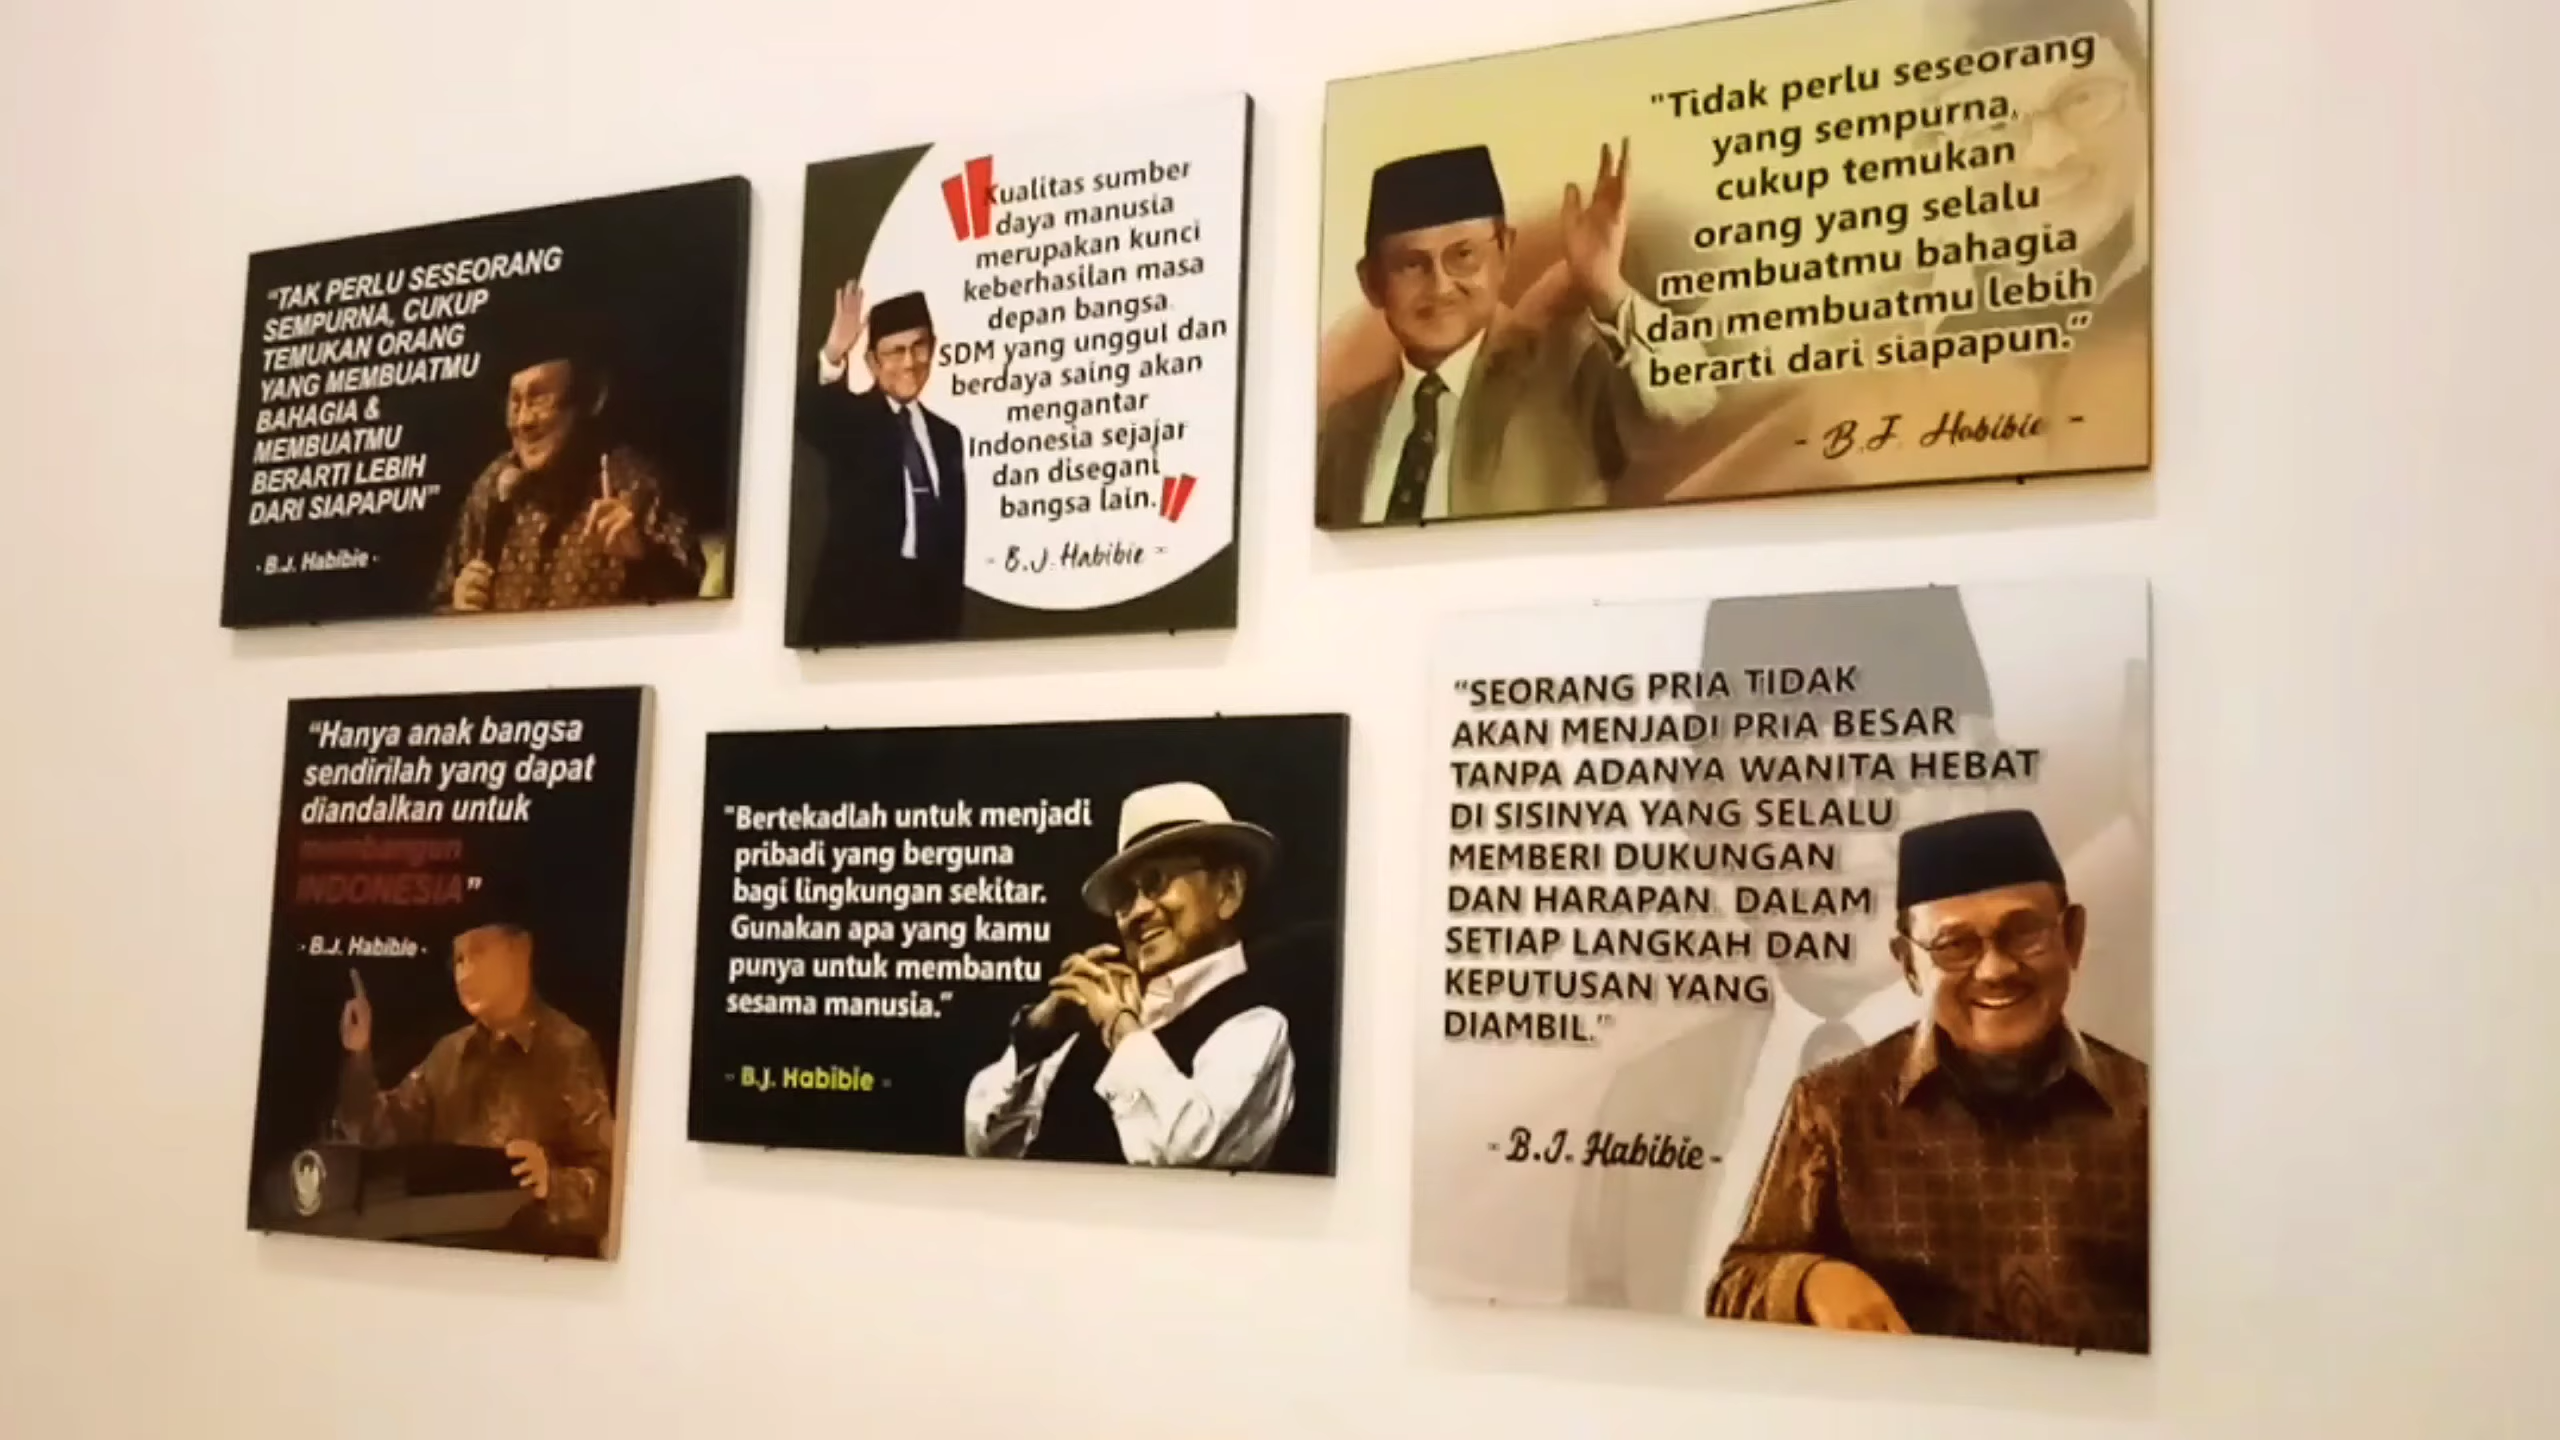 "TAK PERLU SESEORANG
SEMPURNA, CUKUP
TEMUKAN ORANG
YANG MEMBUATMU
BAHAGIA &
MEMBUATMU
BERARTI LEBIH
DARI SIAPAPUN"
- B.J. Habibie -
Kualitas sumber
daya manusia
merupakan kunci
keberhasilan masa
depan bangsa.
SDM yang unggul dan
berdaya saing akan
mengantar
Indonesia sejajar
dan disegani
bangsa lain.
- B.J. Habibie -
"Tidak perlu seseorang
yang sempurna,
cukup temukan
orang yang selalu
membuatmu bahagia
dan membuatmu lebih
berarti dari siapapun."
- B.J. Habibie -
"Hanya anak bangsa
sendirilah yang dapat
diandalkan untuk
membangun
INDONESIA"
- B.J. Habibie -
"Bertekadlah untuk menjadi
pribadi yang berguna
bagi lingkungan sekitar.
Gunakan apa yang kamu
punya untuk membantu
sesama manusia."
- B.J. Habibie -
"SEORANG PRIA TIDAK
AKAN MENJADI PRIA BESAR
TANPA ADANYA WANITA HEBAT
DI SISINYA YANG SELALU
MEMBERI DUKUNGAN
DAN HARAPAN. DALAM
SETIAP LANGKAH DAN
KEPUTUSAN YANG
DIAMBIL."
- B.J. Habibie -